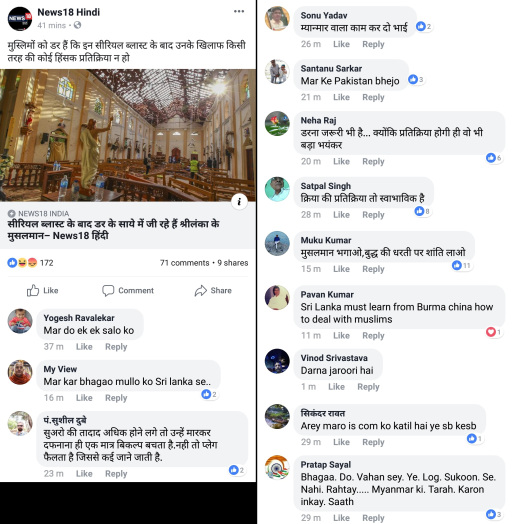 News18 Hindi
41 mins •
मुस्लिमों को डर हैं कि इन सीरियल ब्लास्ट के बाद उनके खिलाफ किसी
तरह की कोई हिंसक प्रतिक्रिया न हो
NEWS18 INDIA
सीरियल ब्लास्ट के बाद डर के साये में जी रहे हैं श्रीलंका के
मुसलमान– News18 हिंदी
172
71 comments • 9 shares
Like Comment Share
Yogesh Ravalekar
Mar do ek ek salo ko
37 m Like Reply
My View
Mar kar bhagao mullo ko Sri lanka se..
2
16 m Like Reply
पं.सुशील दुबे
सुअरो की तादाद अधिक होने लगे तो उन्हें मारकर
दफनाना ही एक मात्र बिकल्प बचता है.नही तो प्लेग
फैलता है जिससे कई जाने जाती है.
2
23 m Like Reply
Sonu Yadav
म्यान्मार वाला काम कर दो भाई
2
26 m Like Reply
Santanu Sarkar
Mar Ke Pakistan bhejo
3
21 m Like Reply
Neha Raj
डरना जरूरी भी है... क्योंकि प्रतिक्रिया होगी ही वो भी
बड़ा भयंकर
6
20 m Like Reply
Satpal Singh
क्रिया की प्रतिक्रिया तो स्वाभाविक है
8
28 m Like Reply
Muku Kumar
मुसलमान भगाओ,बुद्ध की धरती पर शांति लाओ
11
15 m Like Reply
Pavan Kumar
Sri Lanka must learn from Burma china how
to deal with muslims
1
11 m Like Reply
Vinod Srivastava
Darna jaroori hai
1 m Like Reply
सिकंदर रावत
Arey maro is com ko katil hai ye sb kesb
1
29 m Like Reply
Pratap Sayal
Bhagaa. Do. Vahan sey. Ye. Log. Sukoon. Se.
Nahi. Rahtay..... Myanmar ki. Tarah. Karon
inkay. Saath
3
29 m Like Reply